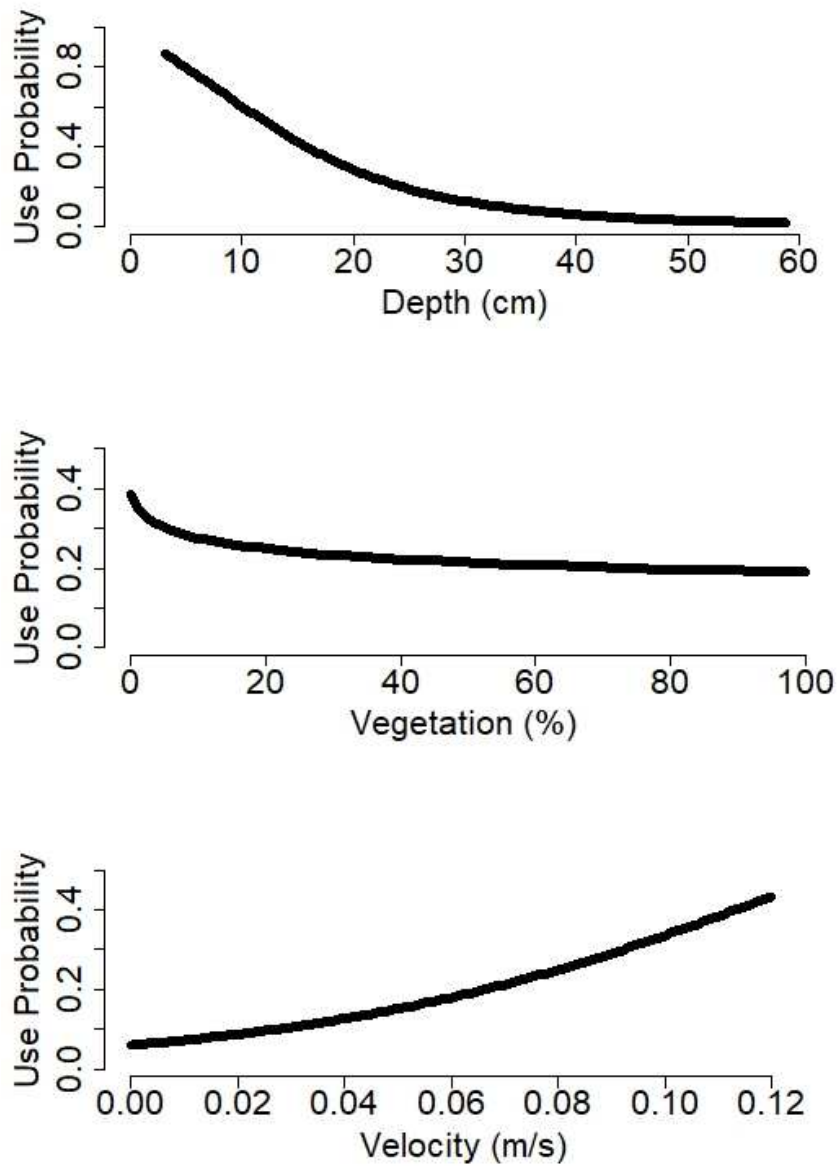 Use Probability
0.0 0.4 0.8
0 10 20 30 40 50 60
Depth (cm)
Use Probability
0.0 0.2 0.4
0 20 40 60 80 100
Vegetation (%)
Use Probability
0.0 0.2 0.4
0.00 0.02 0.04 0.06 0.08 0.10 0.12
Velocity (m/s)